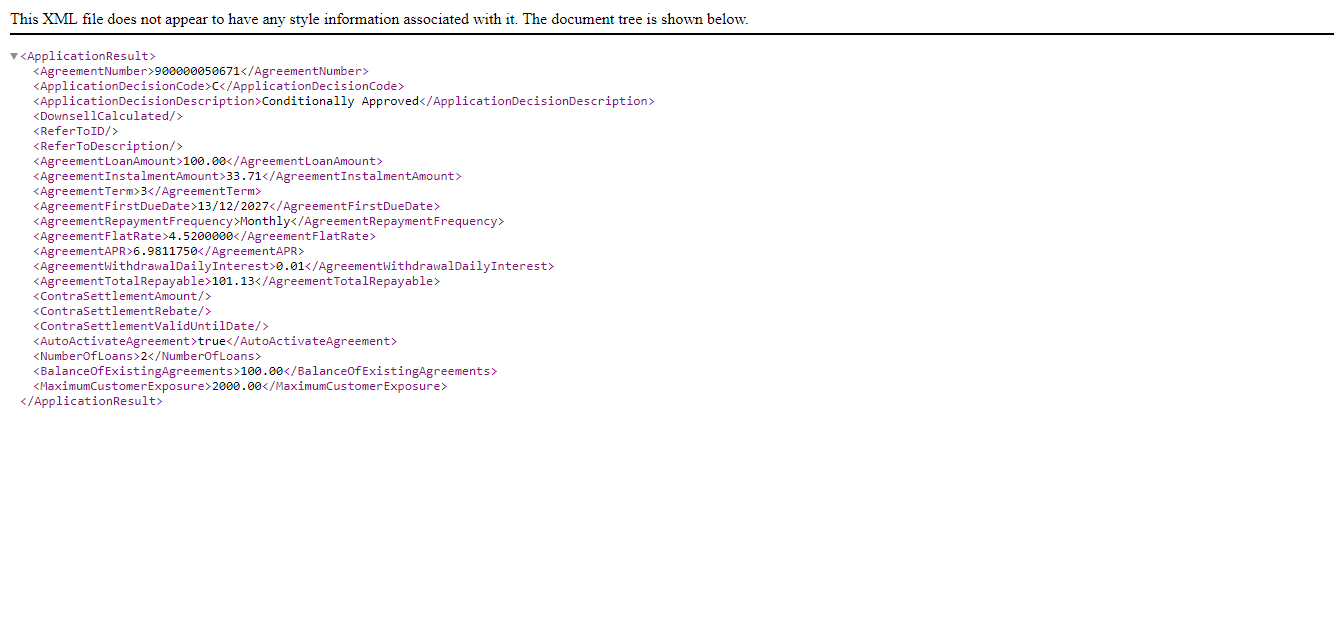 This XML file does not appear to have any style information associated with it. The document tree is shown below.
▼<ApplicationResult>
<AgreementNumber>900000050671</AgreementNumber>
<ApplicationDecisionCode>C</ApplicationDecisionCode>
<ApplicationDecisionDescription>Conditionally Approved</ApplicationDecisionDescription>
<DownsellCalculated/>
<ReferToID/>
<ReferToDescription/>
<AgreementLoanAmount>100.00</AgreementLoanAmount>
<AgreementInstalmentAmount>33.71</AgreementInstalmentAmount>
<AgreementTerm>3</AgreementTerm>
<AgreementFirstDueDate>13/12/2027</AgreementFirstDueDate>
<AgreementRepaymentFrequency>Monthly</AgreementRepaymentFrequency>
<AgreementFlatRate>4.5200000</AgreementFlatRate>
<AgreementAPR>6.9811750</AgreementAPR>
<AgreementWithdrawalDailyInterest>0.01</AgreementWithdrawalDailyInterest>
<AgreementTotalRepayable>101.13</AgreementTotalRepayable>
<ContraSettlementAmount/>
<ContraSettlementRebate/>
<ContraSettlementValidUntilDate/>
<AutoActivateAgreement>true</AutoActivateAgreement>
<NumberOfLoans>2</NumberOfLoans>
<BalanceOfExistingAgreements>100.00</BalanceOfExistingAgreements>
<MaximumCustomerExposure>2000.00</MaximumCustomerExposure>
</ApplicationResult>